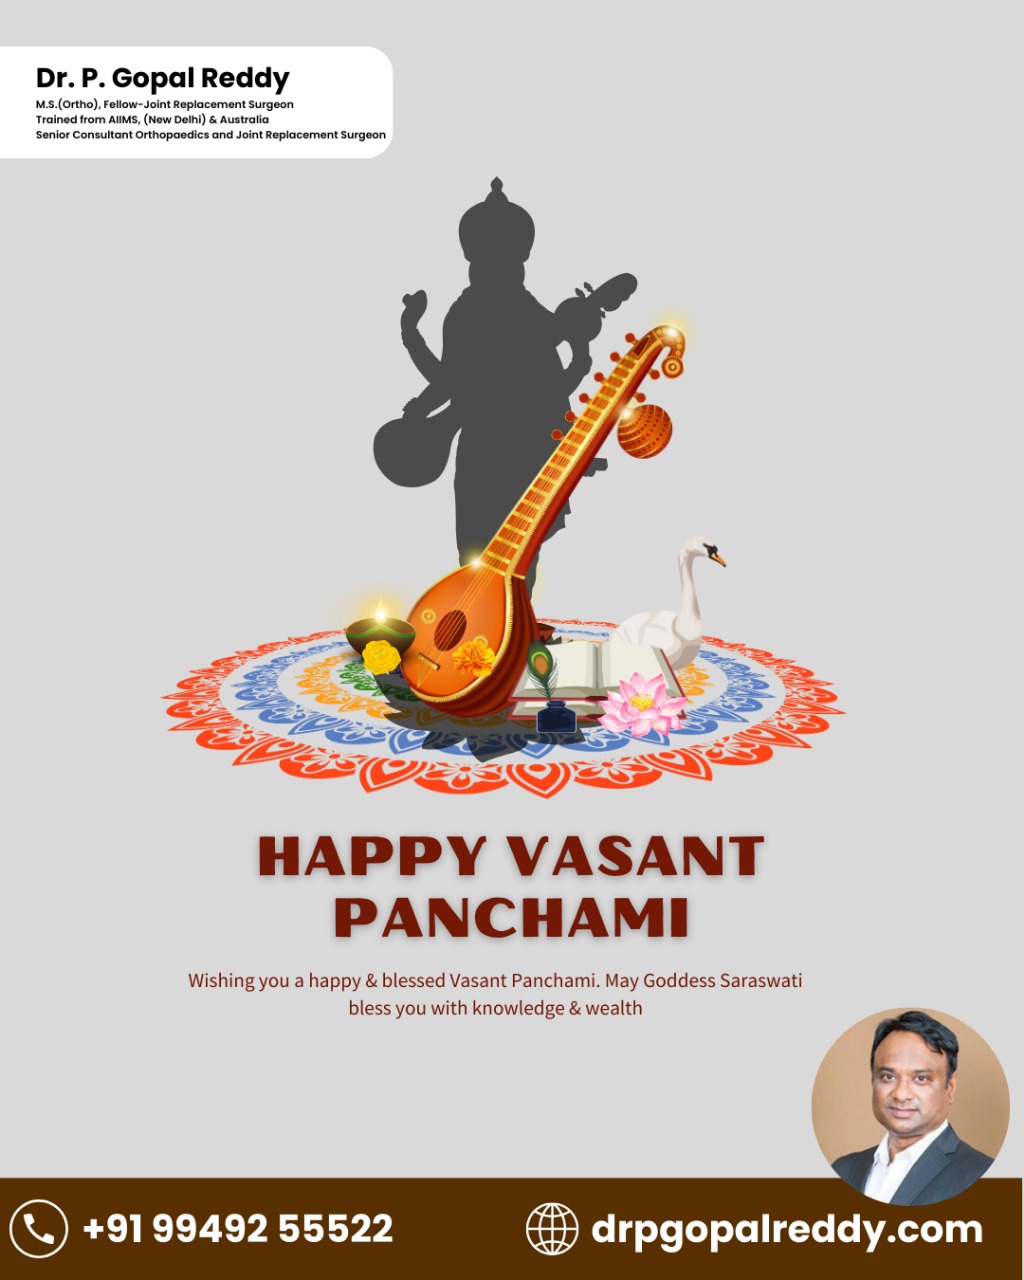 Dr. P. Gopal Reddy
M.S.(Ortho), Fellow-Joint Replacement Surgeon
Trained from AIIMS, (New Delhi) & Australia
Senior Consultant Orthopaedics and Joint Replacement Surgeon
HAPPY VASANT
PANCHAMI
Wishing you a happy & blessed Vasant Panchami. May Goddess Saraswati
bless you with knowledge & wealth
+91 99492 55522
drpgopalreddy.com